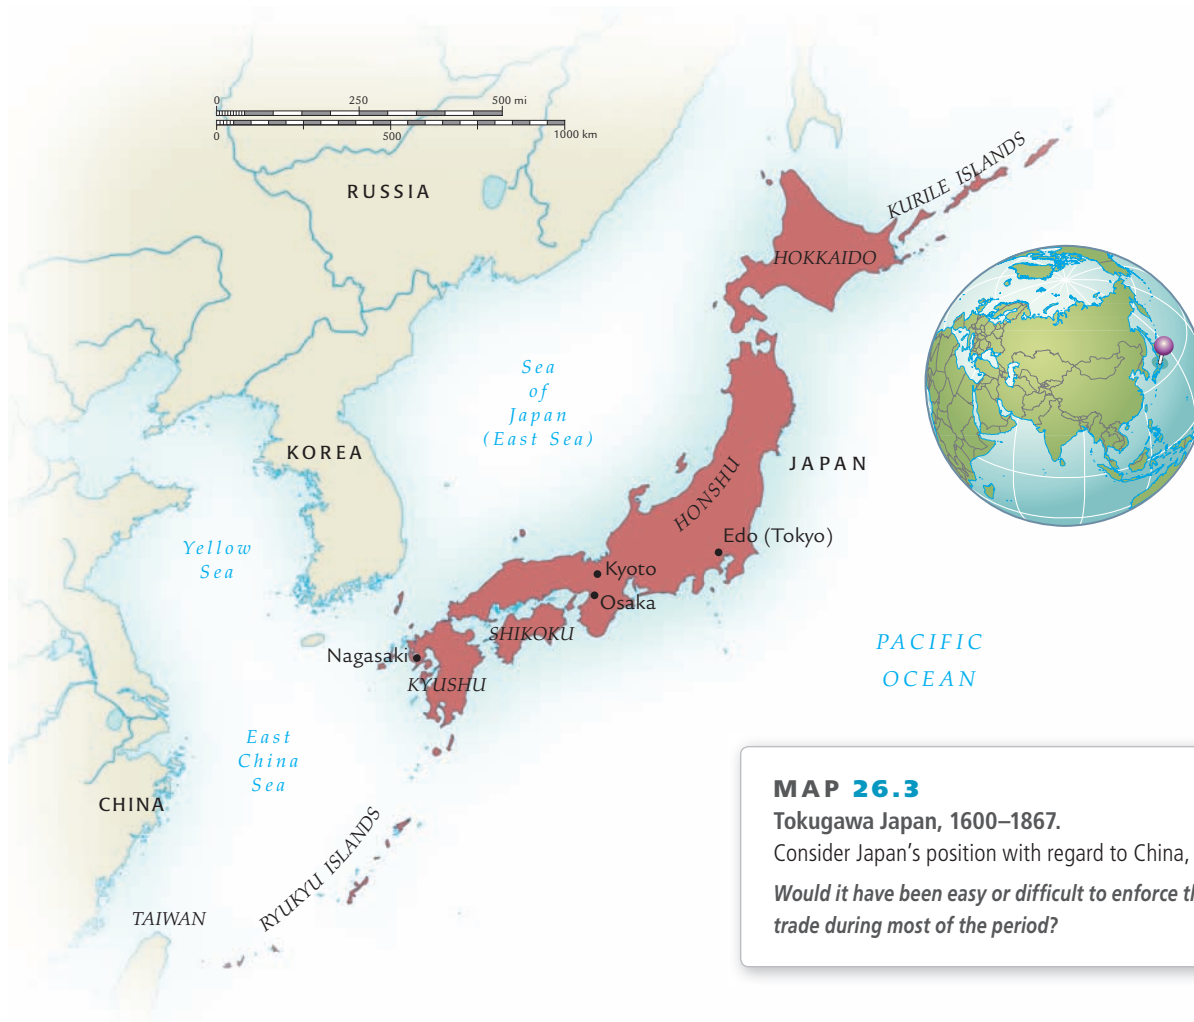 0 250 500 mi
0 500 1000 km
RUSSIA
KURILE ISLANDS
HOKKAIDO
Sea
of
Japan
(East Sea)
KOREA
JAPAN
HONSHU
Edo (Tokyo)
Yellow
Sea
Kyoto
Osaka
SHIKOKU
Nagasaki
KYUSHU
PACIFIC
OCEAN
East
China
Sea
CHINA
RYUKYU ISLANDS
TAIWAN
MAP 26.3
Tokugawa Japan, 1600–1867.
Consider Japan’s position with regard to China,
Would it have been easy or difficult to enforce
trade during most of the period?